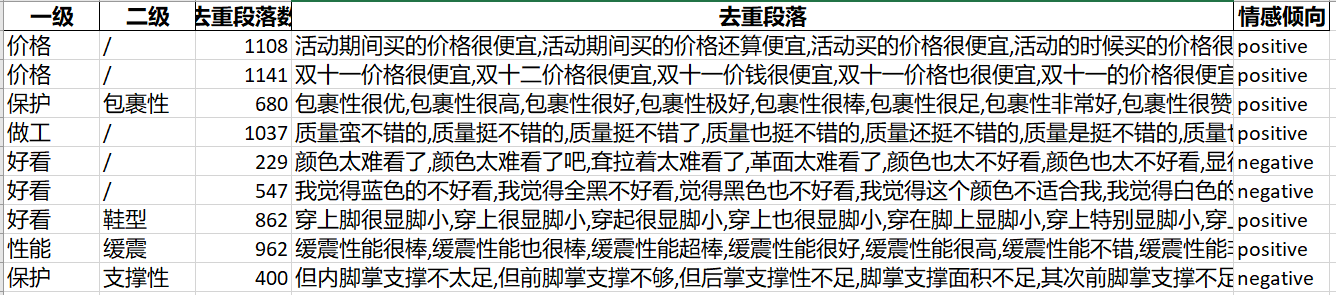 一级 二级 去重段落数 去重段落 情感倾向
价格 / 1108 活动期间买的价格很便宜,活动期间买的价格还算便宜,活动买的价格很便宜,活动的时候买的价格很 positive
价格 / 1141 双十一价格很便宜,双十二价格很便宜,双十一价钱很便宜,双十一价格也很便宜,双十一的价格很便宜 positive
保护 包裹性 680 包裹性很优,包裹性很高,包裹性很好,包裹性极好,包裹性很棒,包裹性很足,包裹性非常好,包裹性很赞 positive
做工 / 1037 质量蛮不错的,质量挺不错的,质量挺不错了,质量也挺不错的,质量还挺不错的,质量是挺不错的,质量 positive
好看 / 229 颜色太难看了,颜色太难看了吧,耷拉着太难看了,革面太难看了,颜色也太不好看,颜色也太不好看,显得 negative
好看 / 547 我觉得蓝色的不好看,我觉得全黑不好看,觉得黑色也不好看,我觉得这个颜色不适合我,我觉得白色的 negative
好看 鞋型 862 穿上脚很显脚小,穿上很显脚小,穿起很显脚小,穿上也很显脚小,穿在脚上显脚小,穿上特别显脚小,穿上 positive
性能 缓震 962 缓震性能很棒,缓震性能也很棒,缓震性能超棒,缓震性能很好,缓震性能很高,缓震性能不错,缓震性能 positive
保护 支撑性 400 但内脚掌支撑不太足,但前脚掌支撑不够,但后掌支撑性不足,脚掌支撑面积不足,其次前脚掌支撑不足 negative